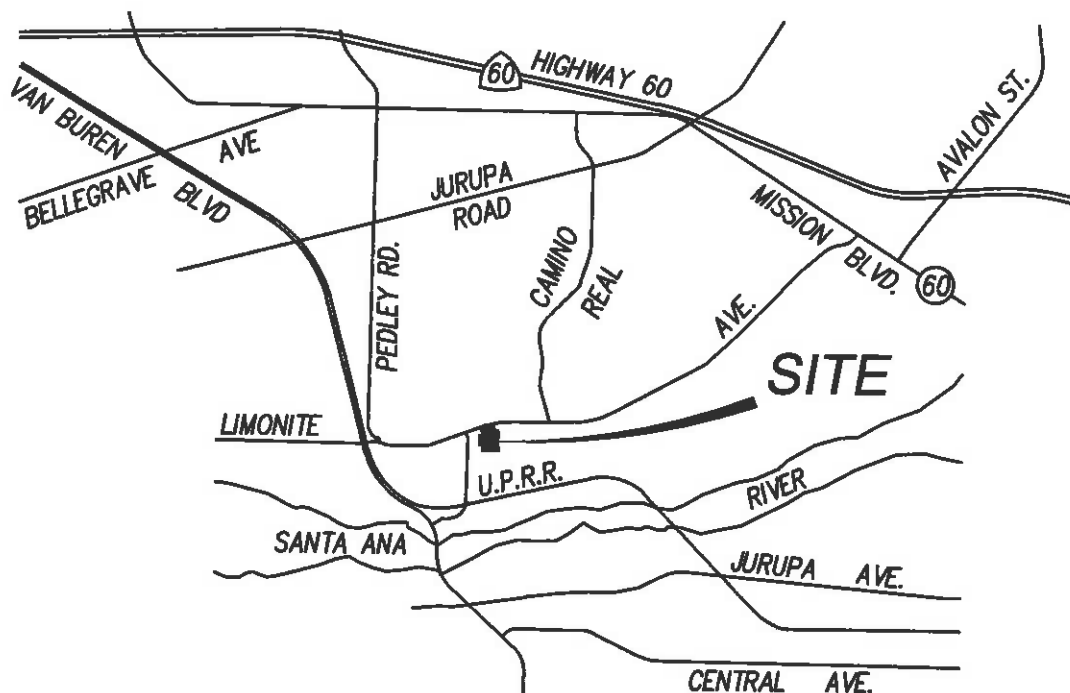 60
HIGHWAY 60
AVALON ST.
VAN BUREN
BLVD
BELLEGRAVE AVE
JURUPA
ROAD
MISSION
BLVD.
60
CAMINO
REAL
PEDLEY RD.
AVE.
SITE
LIMONITE
U.P.R.R.
RIVER
SANTA ANA
JURUPA AVE.
CENTRAL AVE.